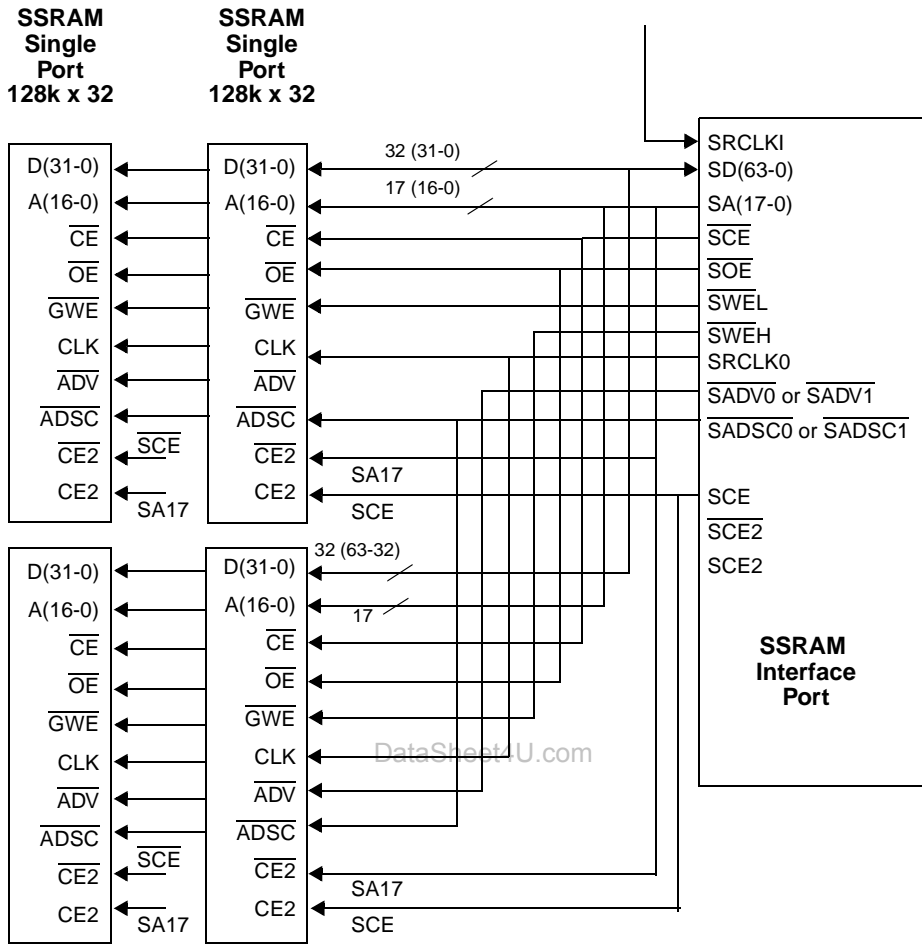 SSRAM
Single
Port
128k x 32
SSRAM
Single
Port
128k x 32
D(31-0)
A(16-0)
CE
OE
GWE
CLK
ADV
ADSC
CE2
CE2
SCE
SA17
D(31-0)
A(16-0)
CE
OE
GWE
CLK
ADV
ADSC
CE2
CE2
32 (31-0)
17 (16-0)
SA17
SCE
SRCLKI
SD(63-0)
SA(17-0)
SCE
SOE
SWEL
SWEH
SRCLK0
SADV0 or SADV1
SADSC0 or SADSC1
SCE
SCE2
SCE2
SSRAM
Interface
Port
D(31-0)
A(16-0)
CE
OE
GWE
CLK
ADV
ADSC
CE2
CE2
SCE
SA17
D(31-0)
A(16-0)
CE
OE
GWE
CLK
ADV
ADSC
CE2
CE2
32 (63-32)
17
SA17
SCE
DataSheet4U.com